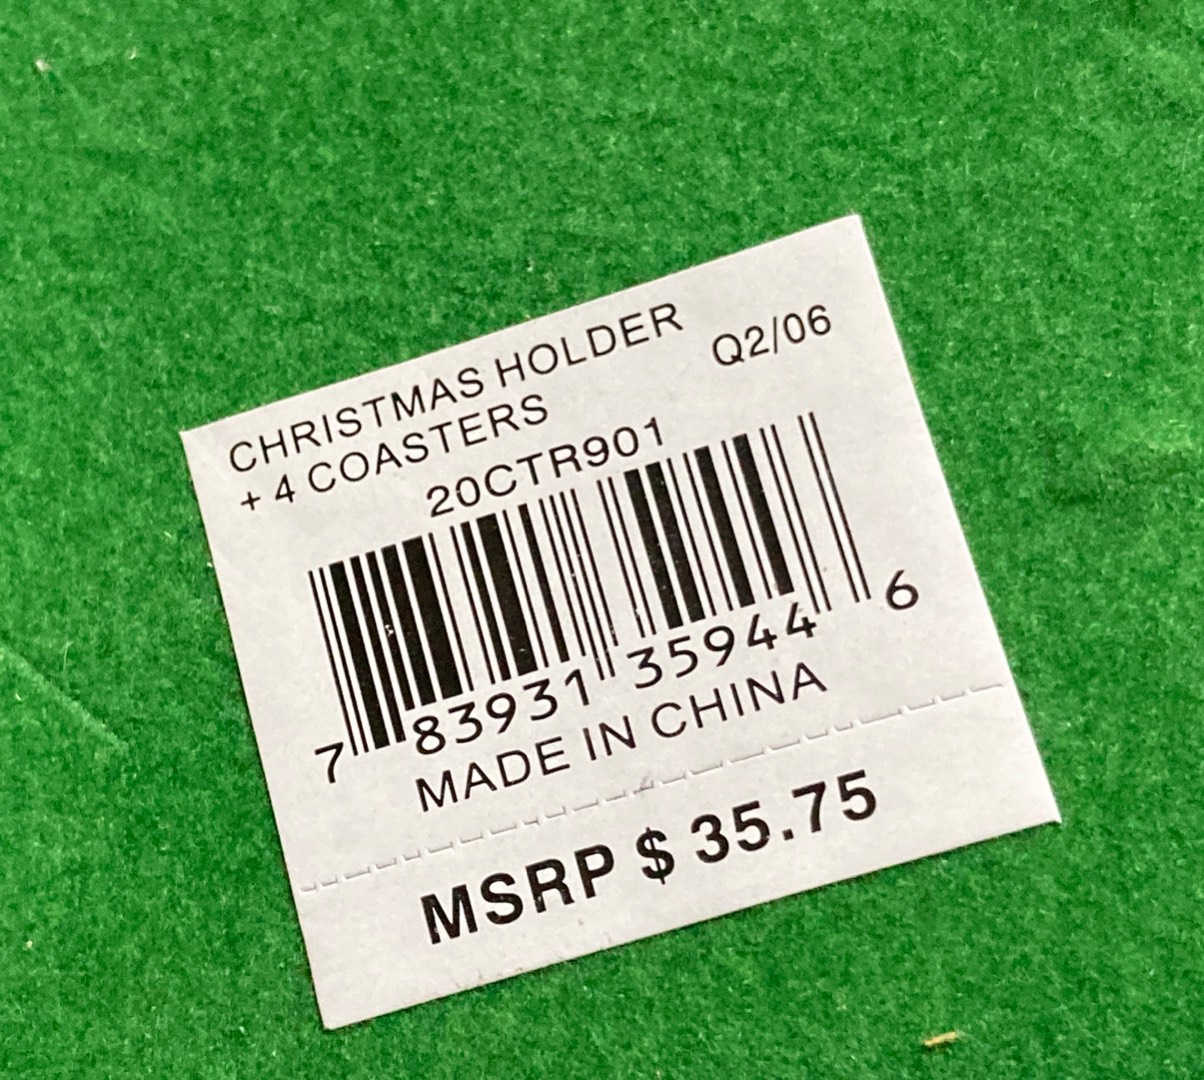 CHRISTMAS HOLDER
+ 4 COASTERS
Q2/06
20CTR901
7 83931 35944 6
MADE IN CHINA
MSRP $ 35.75